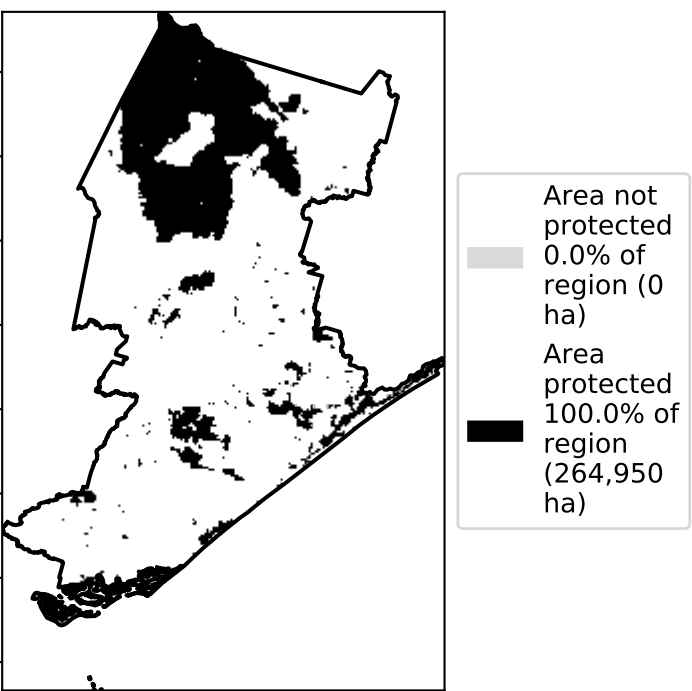 Area not
protected
0.0% of
region (0
ha)
Area
protected
100.0% of
region
(264,950
ha)